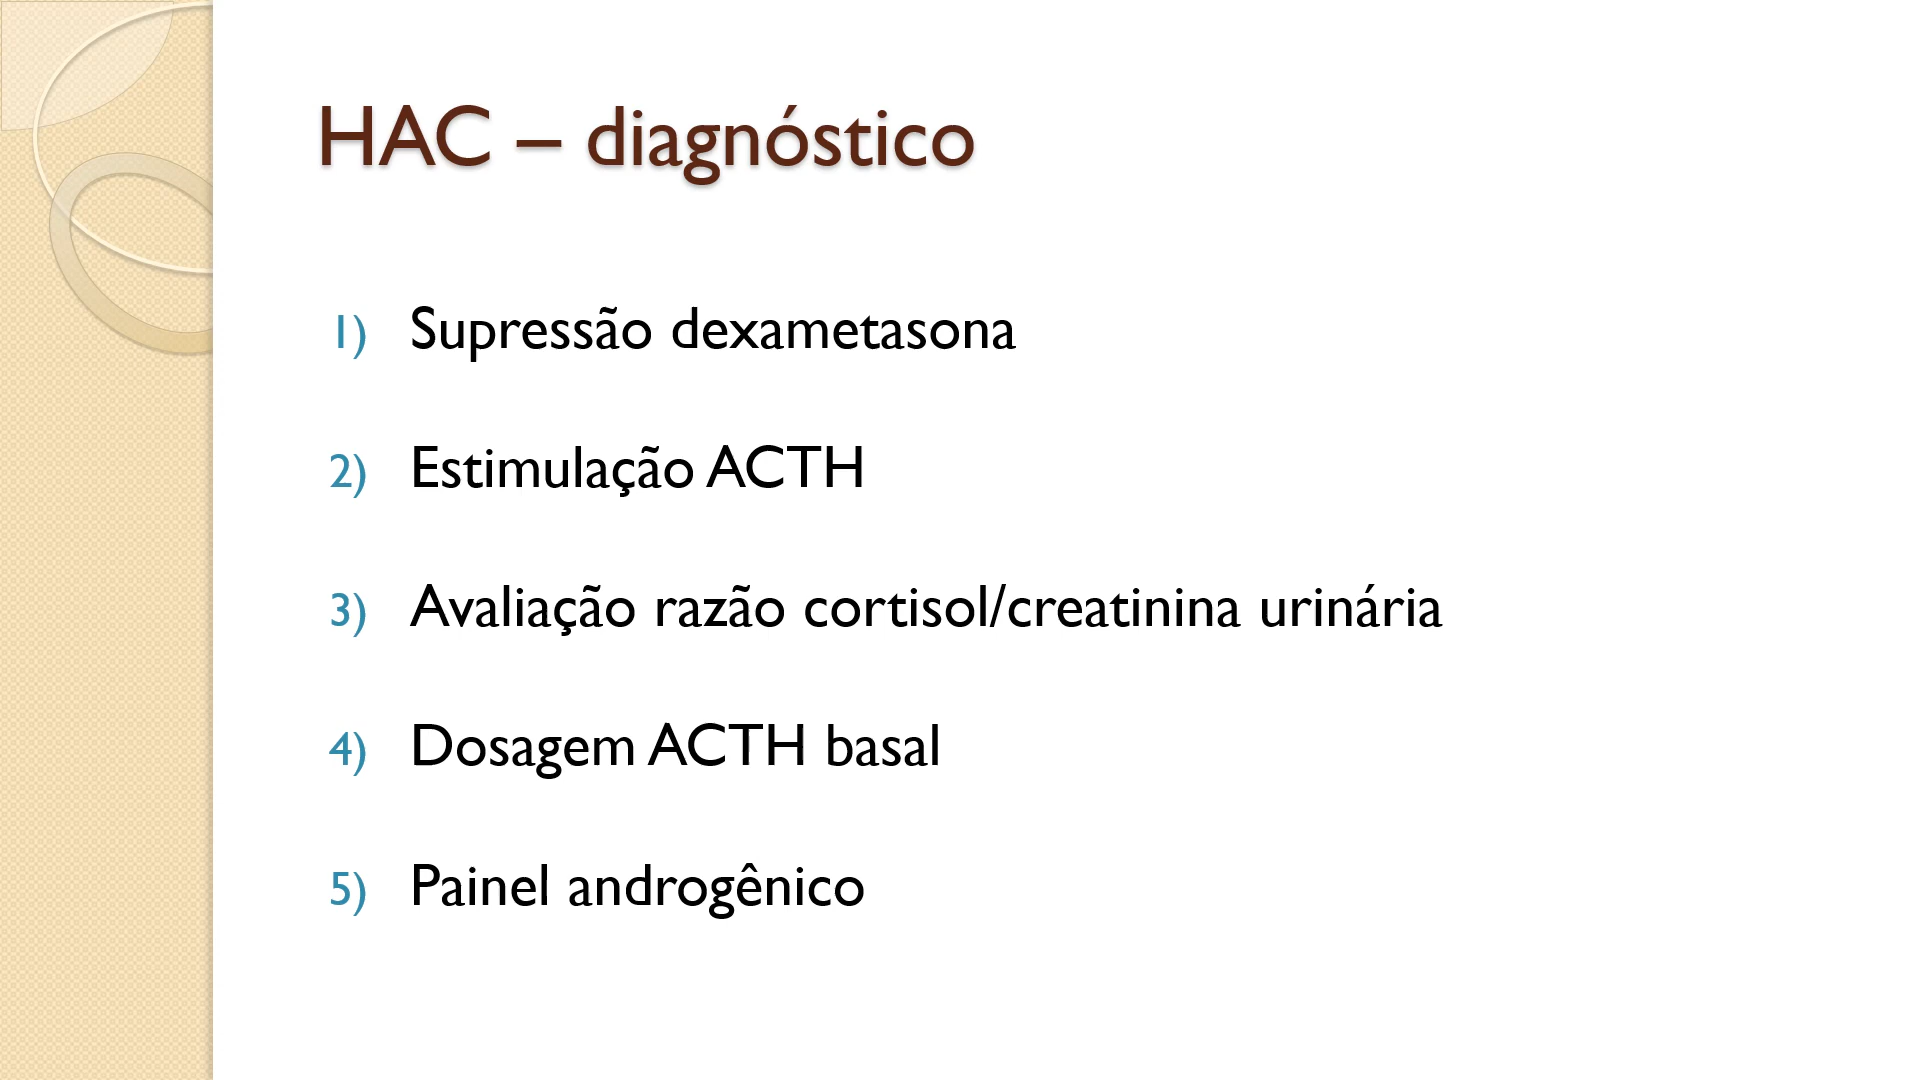 HAC – diagnóstico
1) Supressão dexametasona
2) Estimulação ACTH
3) Avaliação razão cortisol/creatinina urinária
4) Dosagem ACTH basal
5) Painel androgênico